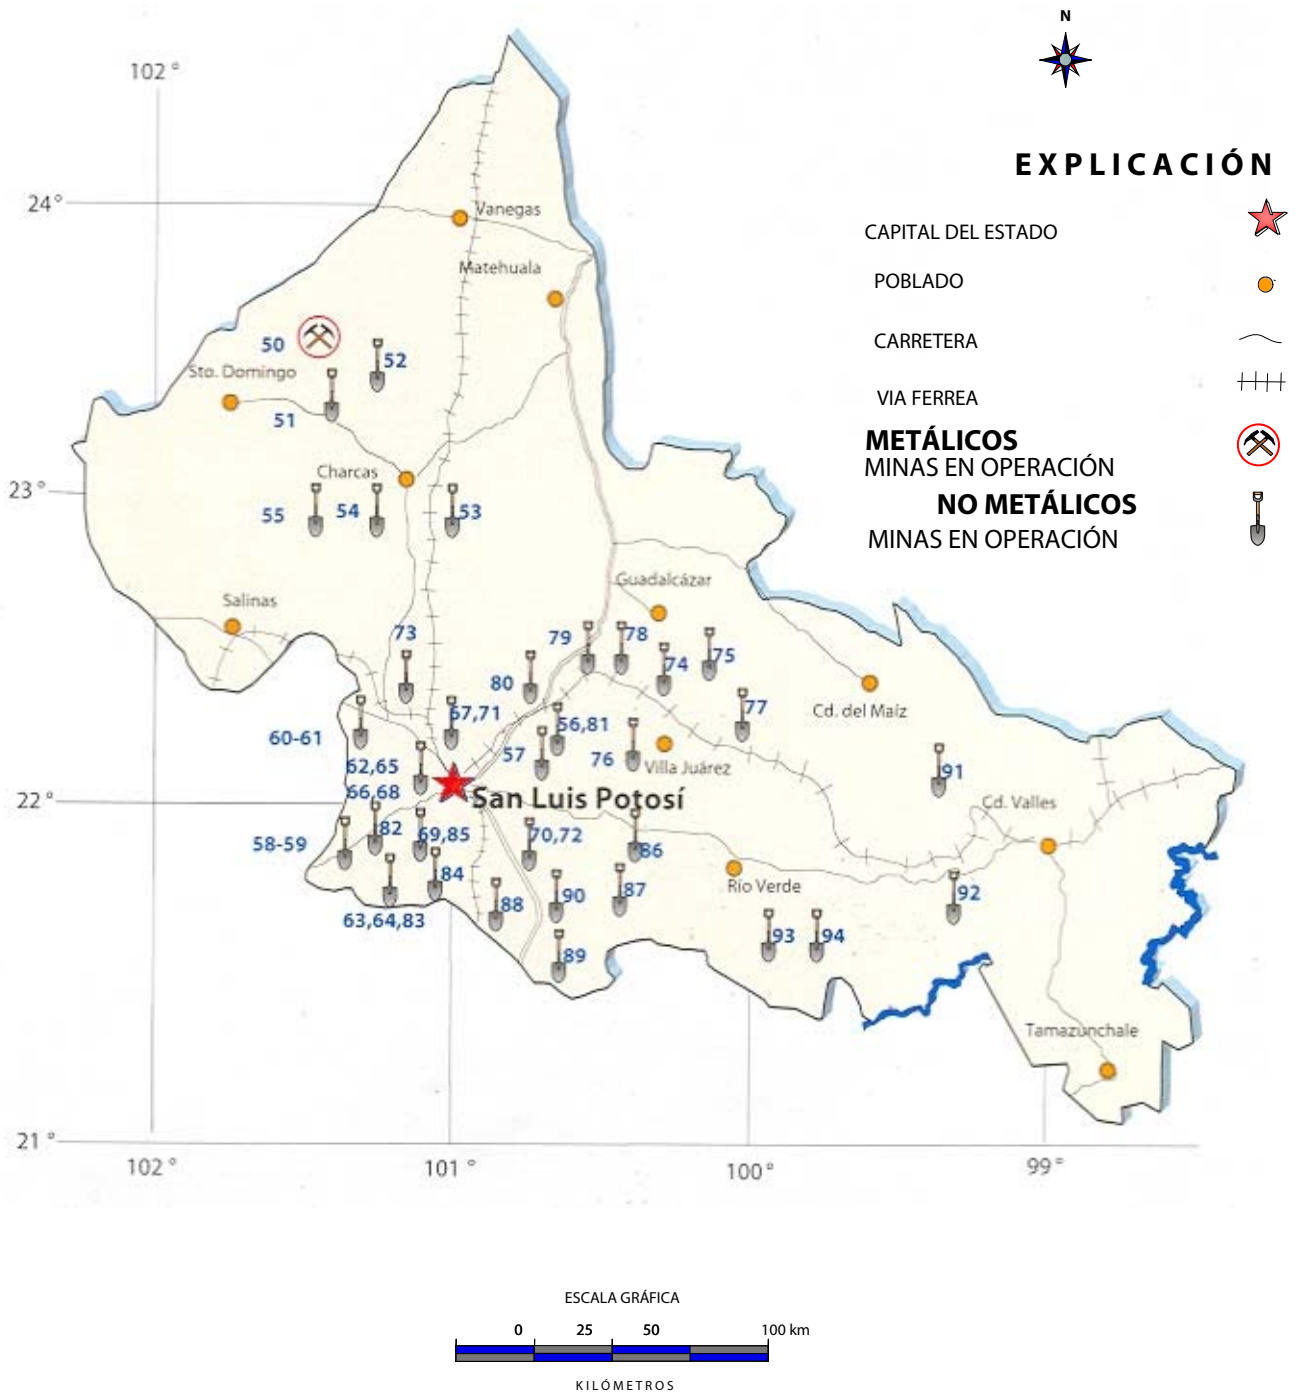 N
102 °
EXPLICACIÓN
24°
Vanegas
CAPITAL DEL ESTADO
Matehuala
POBLADO
50
52
CARRETERA
Sto. Domingo
VIA FERREA
51
METÁLICOS
MINAS EN OPERACIÓN
Charcas
23°
55
54
53
NO METÁLICOS
MINAS EN OPERACIÓN
Guadalcázar
Salinas
73
79
78
74
75
80
77
Cd. del Maíz
67,71
56,81
60-61
57
76
62,65
Villa Juárez
91
66,68
22°
San Luis Potosí
Cd. Valles
58-59
82
69,85
70,72
86
84
Río Verde
63,64,83
88
90
87
92
93
94
89
Tamazunchale
21°
102 °
101 °
100 °
99°
ESCALA GRÁFICA
0 25 50 100 km
KILÓMETROS